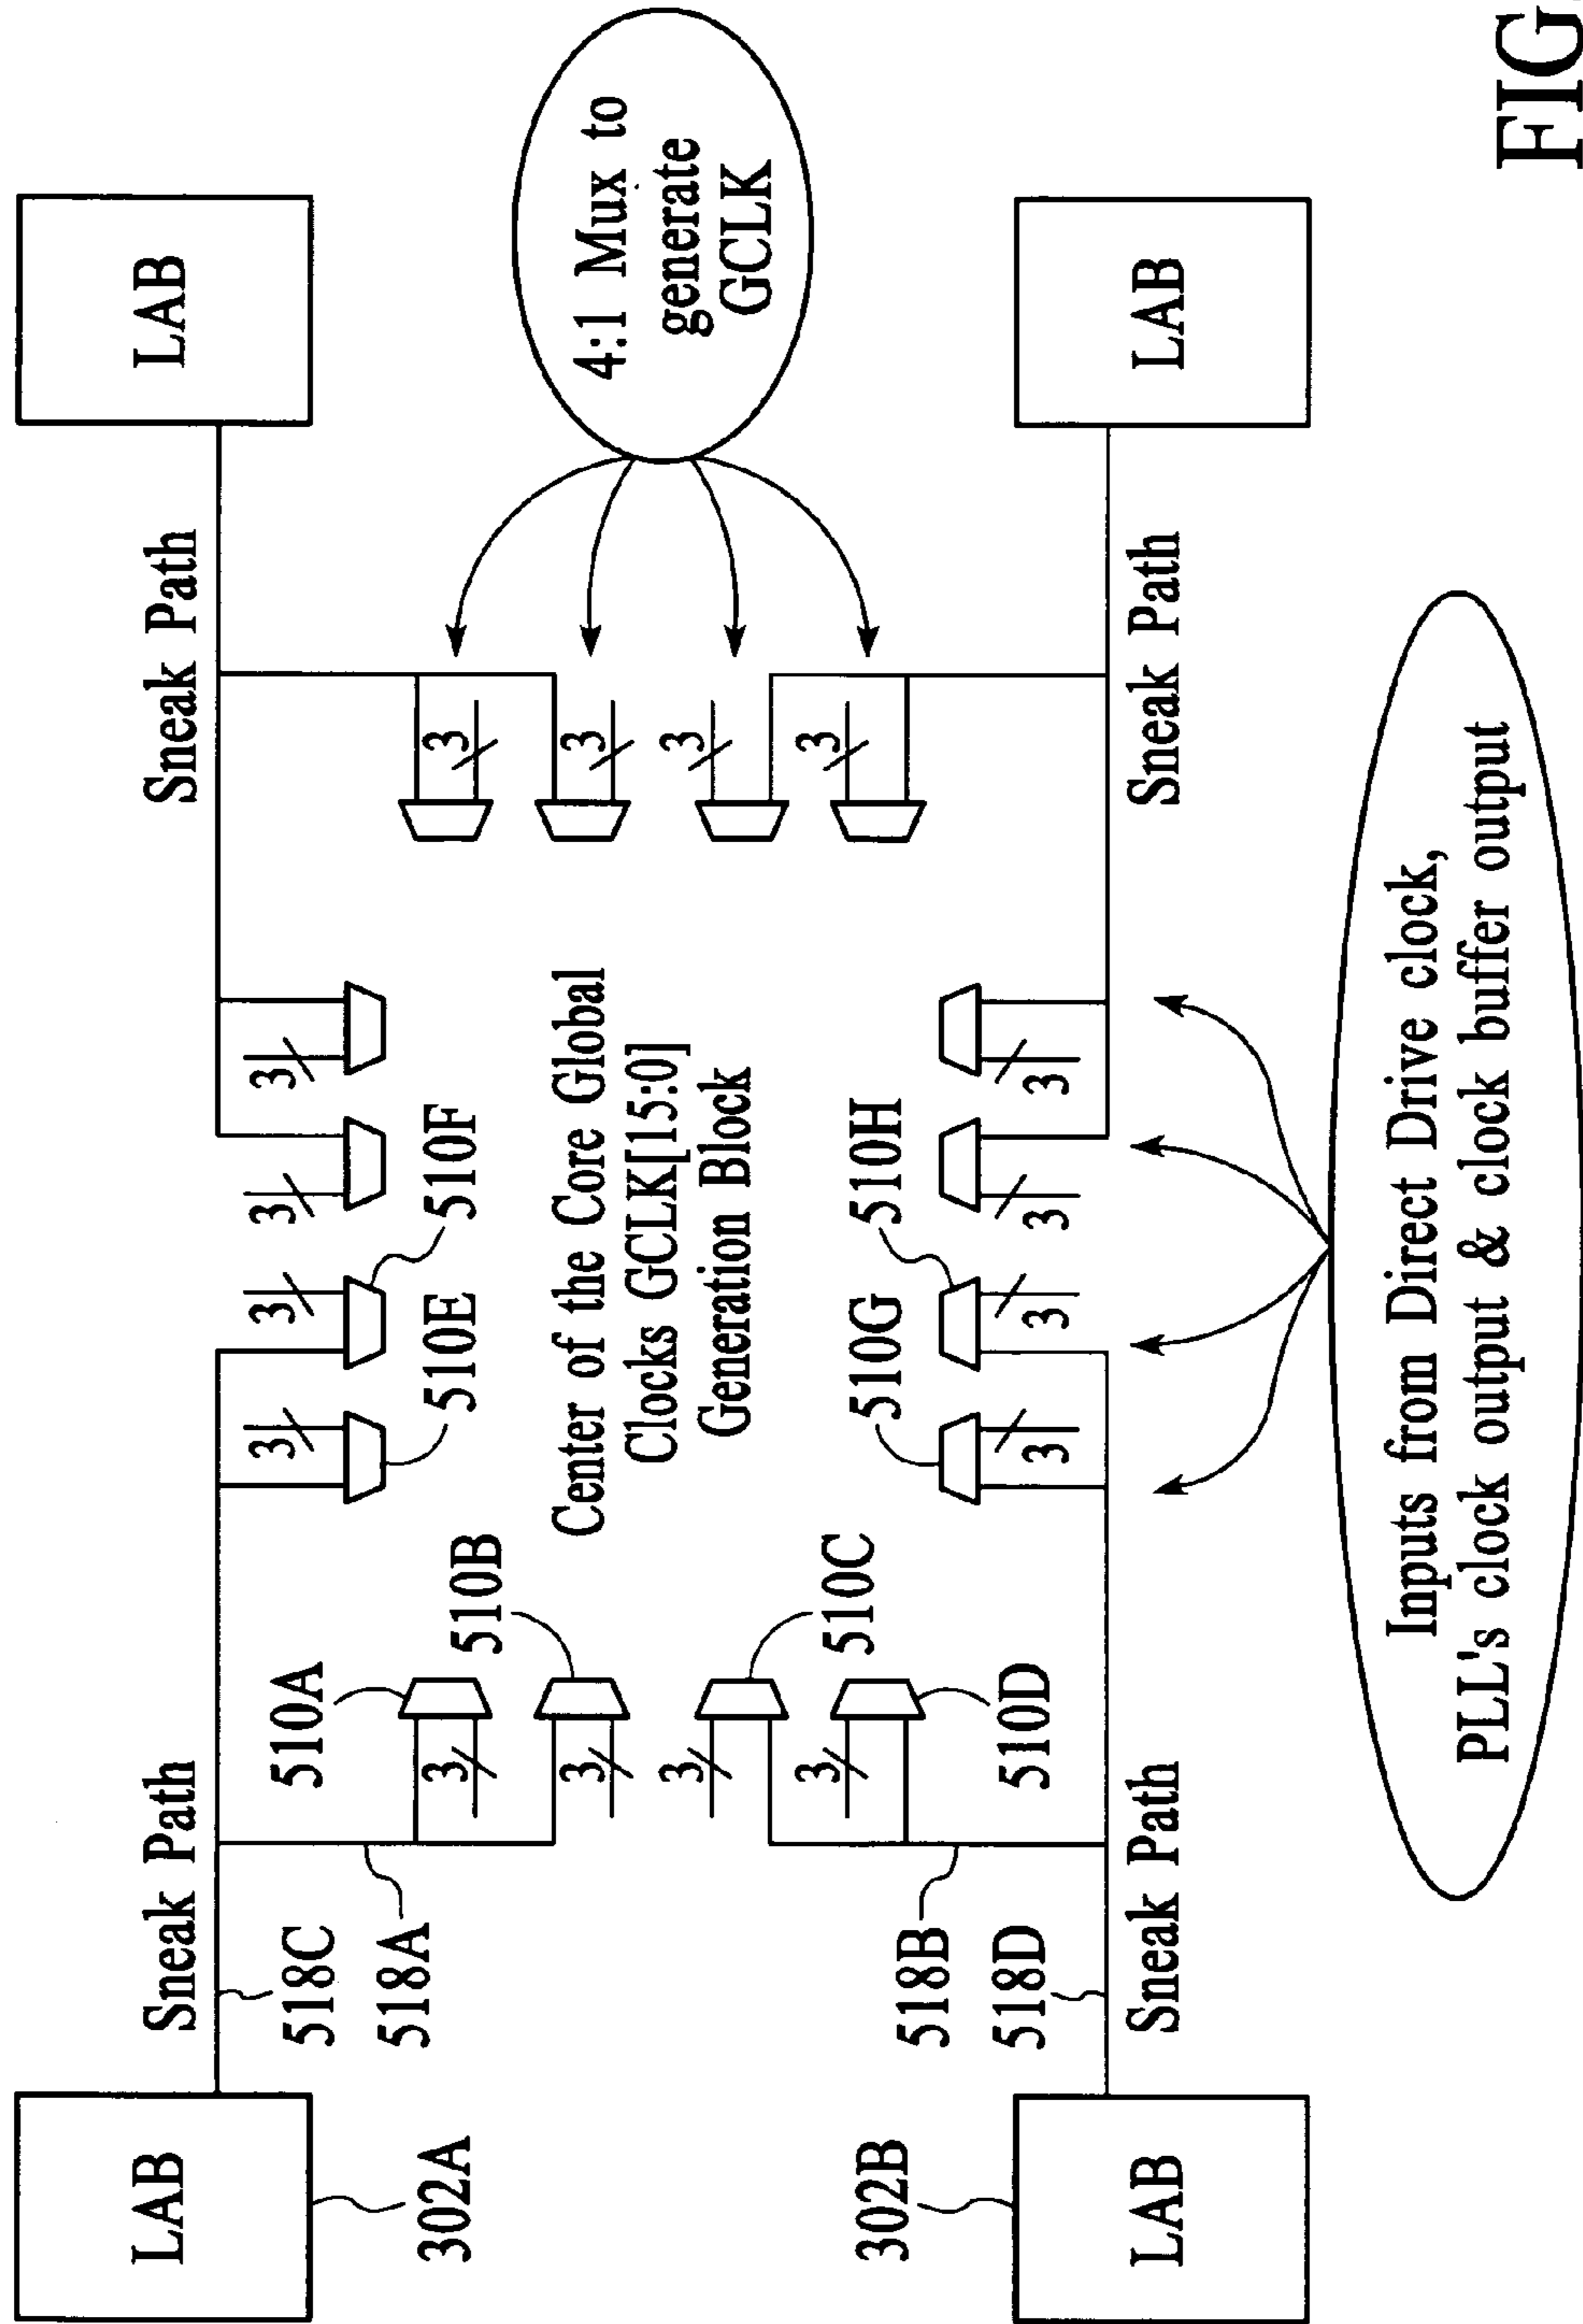 LAB
Sneak Path
Sneak Path
LAB
302A
518C
518A
510A
510B
3
3
3
3
3
3
3
3
510E
510F
4:1 Mux to
generate
GCLK
Center of the Core Global
Clocks GCLK[15:0]
Generation Block
3
3
3
3
3
3
3
3
510C
510D
510G
510H
518B
518D
302B
LAB
Sneak Path
Sneak Path
LAB
Inputs from Direct Drive clock,
PLL's clock output & clock buffer output
FIG